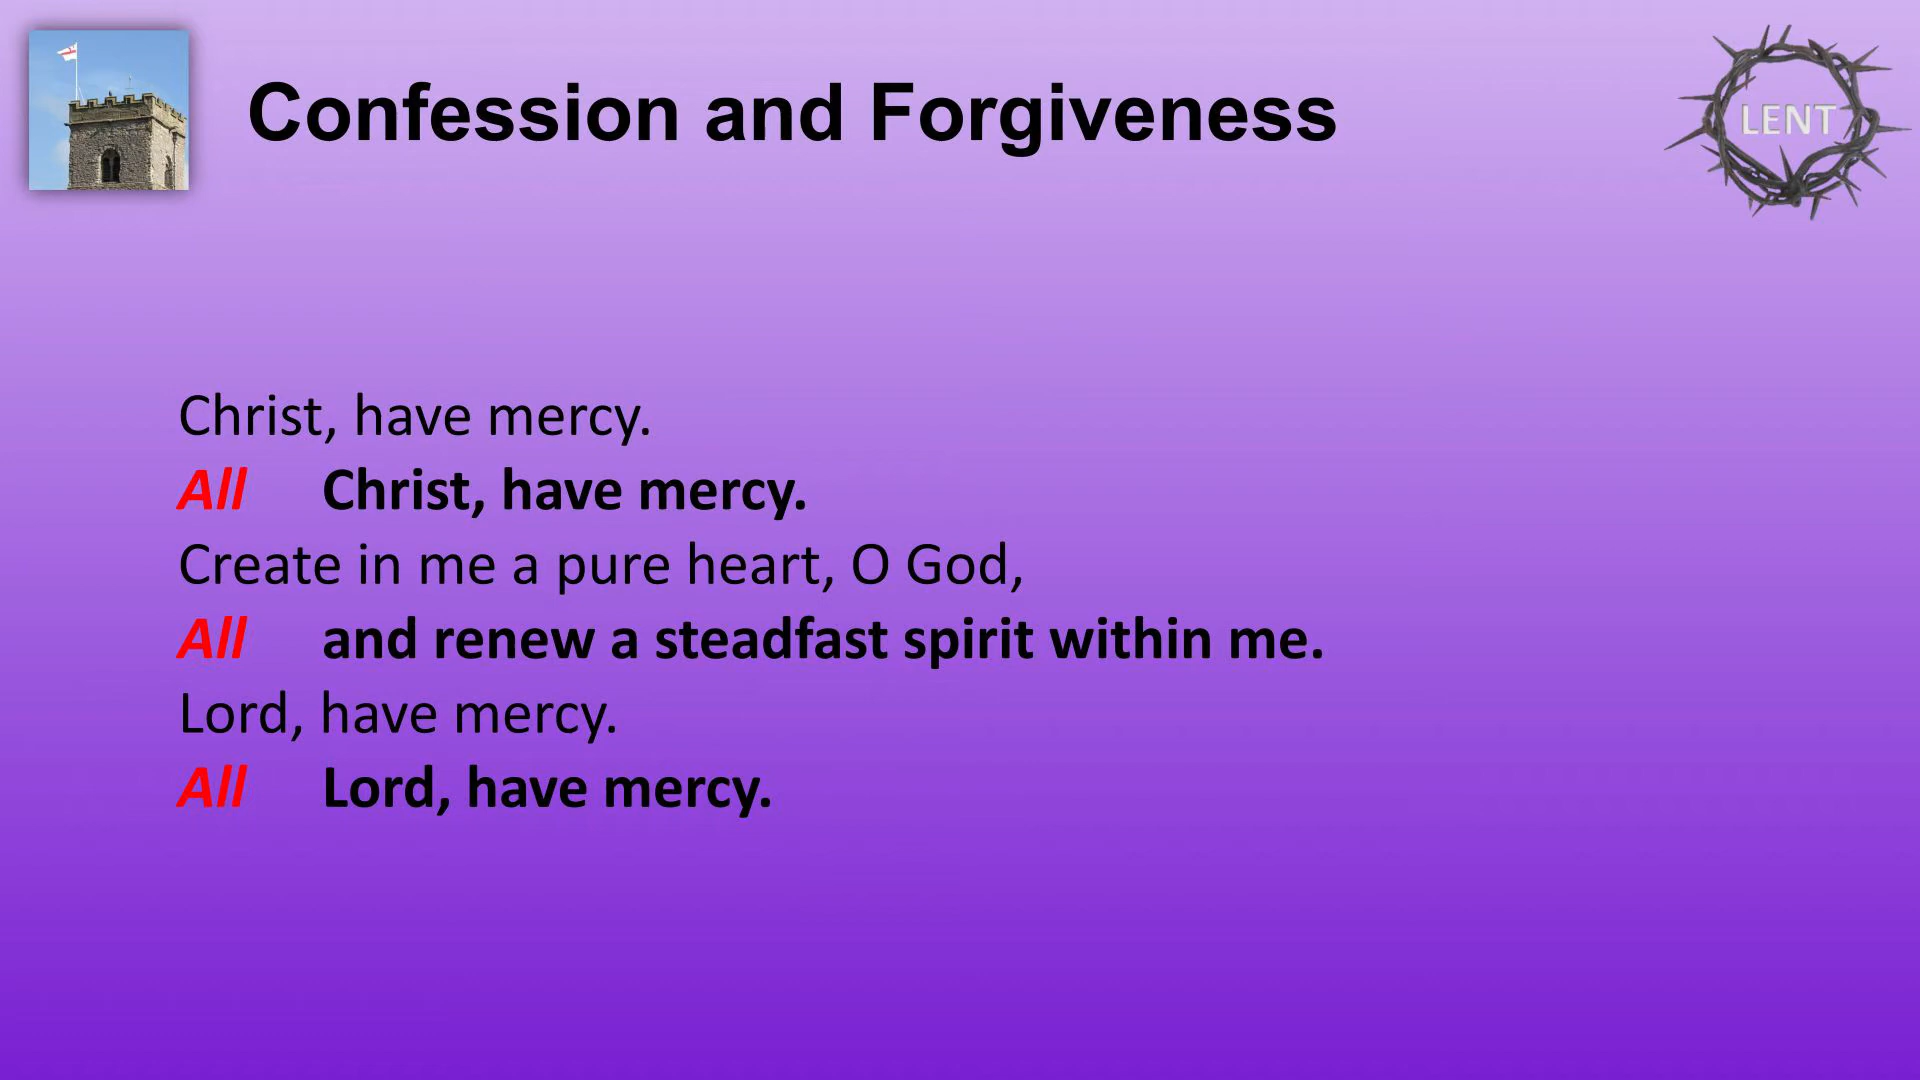 Confession and Forgiveness
LENT
Christ, have mercy.
All Christ, have mercy.
Create in me a pure heart, O God,
All and renew a steadfast spirit within me.
Lord, have mercy.
All Lord, have mercy.